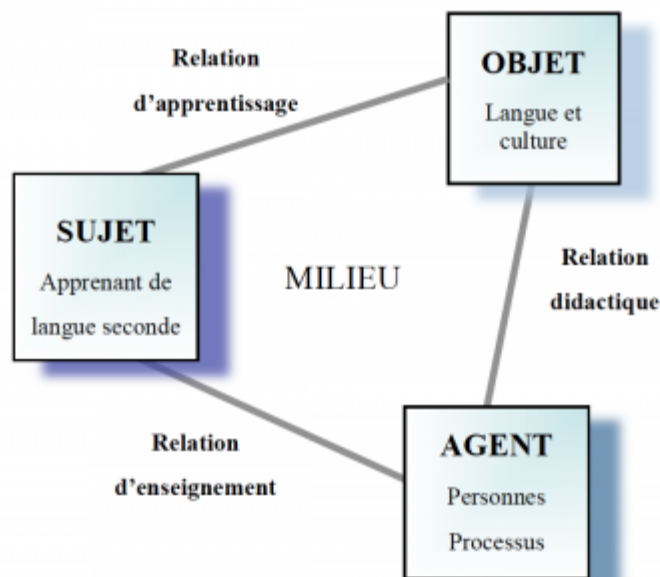 Relation
d’apprentissage
OBJET
Langue et
culture
SUJET
Apprenant de
langue seconde
MILIEU
Relation
didactique
Relation
d’enseignement
AGENT
Personnes
Processus